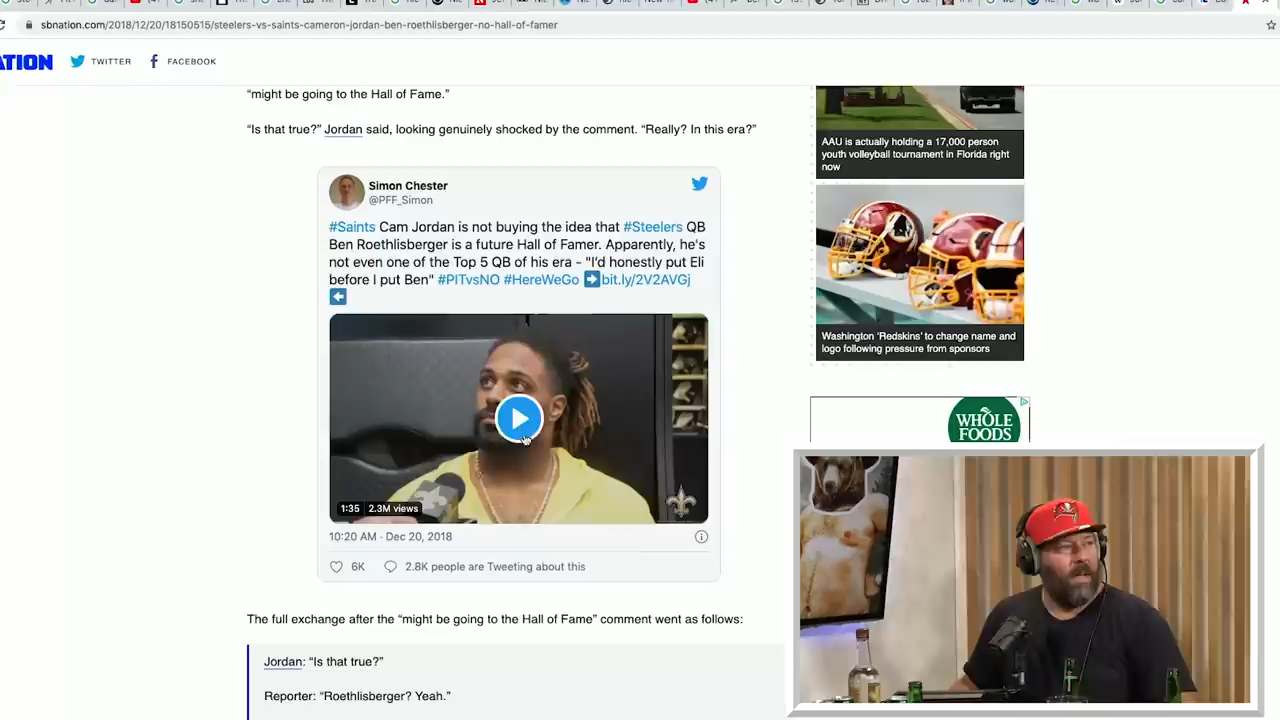 sbnation.com/2018/12/20/18150515/steelers-vs-saints-cameron-jordan-ben-roethlisberger-no-hall-of-famer
ATION
TWITTER
FACEBOOK
“might be going to the Hall of Fame.”
“Is that true?” Jordan said, looking genuinely shocked by the comment. “Really? In this era?”
Simon Chester
@PFF_Simon
#Saints Cam Jordan is not buying the idea that #Steelers QB
Ben Roethlisberger is a future Hall of Famer. Apparently, he's
not even one of the Top 5 QB of his era - "I'd honestly put Eli
before I put Ben" #PITvsNO #HereWeGo ➡bit.ly/2V2AVGj
⬅
1:35 2.3M views
10:20 AM · Dec 20, 2018
6K 2.8K people are Tweeting about this
The full exchange after the “might be going to the Hall of Fame” comment went as follows:
Jordan: “Is that true?”
Reporter: “Roethlisberger? Yeah.”
AAU is actually holding a 17,000 person
youth volleyball tournament in Florida right
now
Washington ‘Redskins’ to change name and
logo following pressure from sponsors
WHOLE
FOODS